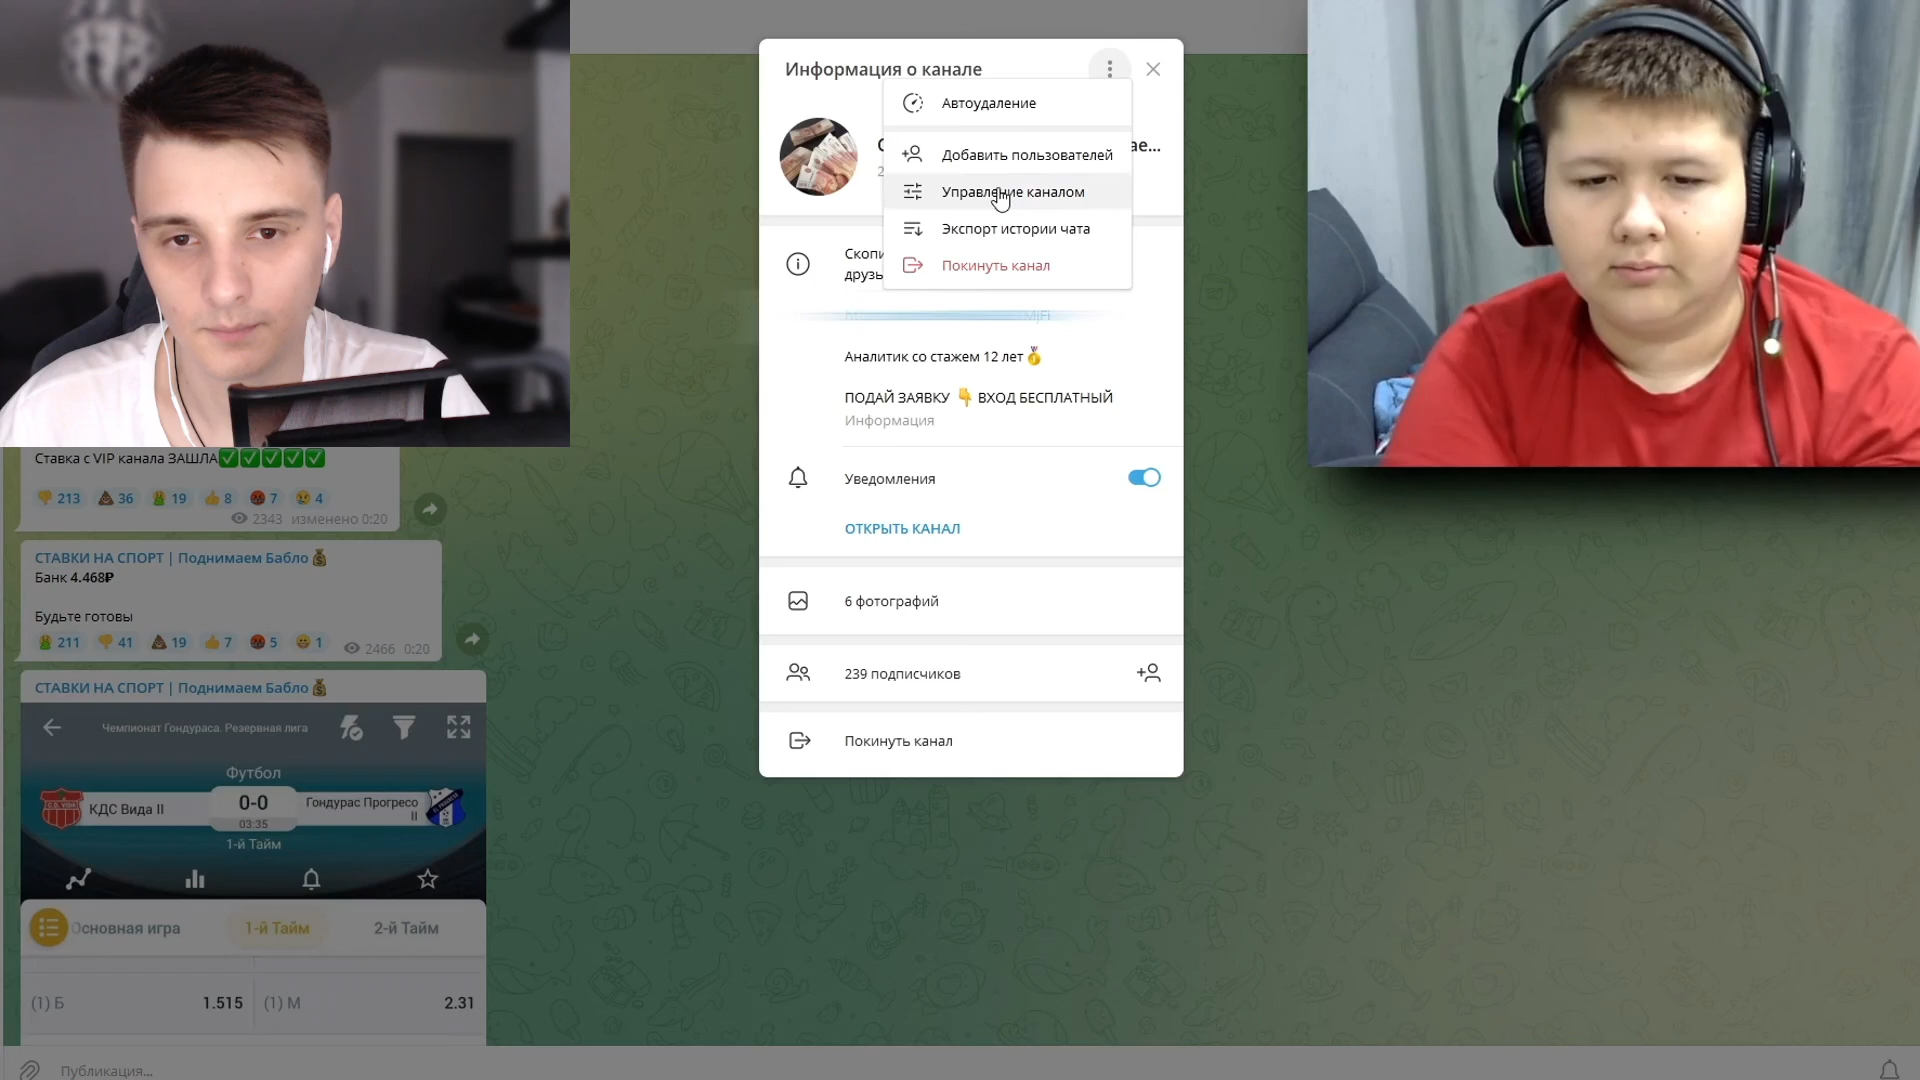 Информация о канале
ае...
Автоудаление
Добавить пользователей
Управление каналом
Экспорт истории чата
Покинуть канал
Аналитик со стажем 12 лет🥇
ПОДАЙ ЗАЯВКУ 👇 ВХОД БЕСПЛАТНЫЙ
Информация
Уведомления
ОТКРЫТЬ КАНАЛ
6 фотографий
239 подписчиков
Покинуть канал
Ставка с VIP канала ЗАШЛА✅✅✅✅✅
👎 213 💩 36 🤮 19 👍 8 🤬 7 😢 4
2343 изменено 0:20
СТАВКИ НА СПОРТ | Поднимаем Бабло💰
Банк 4.468₽
Будьте готовы
🤮 211 👎 41 💩 19 👍 7 🤬 5 😁 1 2466 0:20
СТАВКИ НА СПОРТ | Поднимаем Бабло💰
Чемпионат Гондураса. Резервная лига
Футбол
КДС Вида II 0-0 Гондурас Прогресо II
03:35
1-й Тайм
Основная игра 1-й Тайм 2-й Тайм
(1) Б 1.515 (1) М 2.31
Публикация...